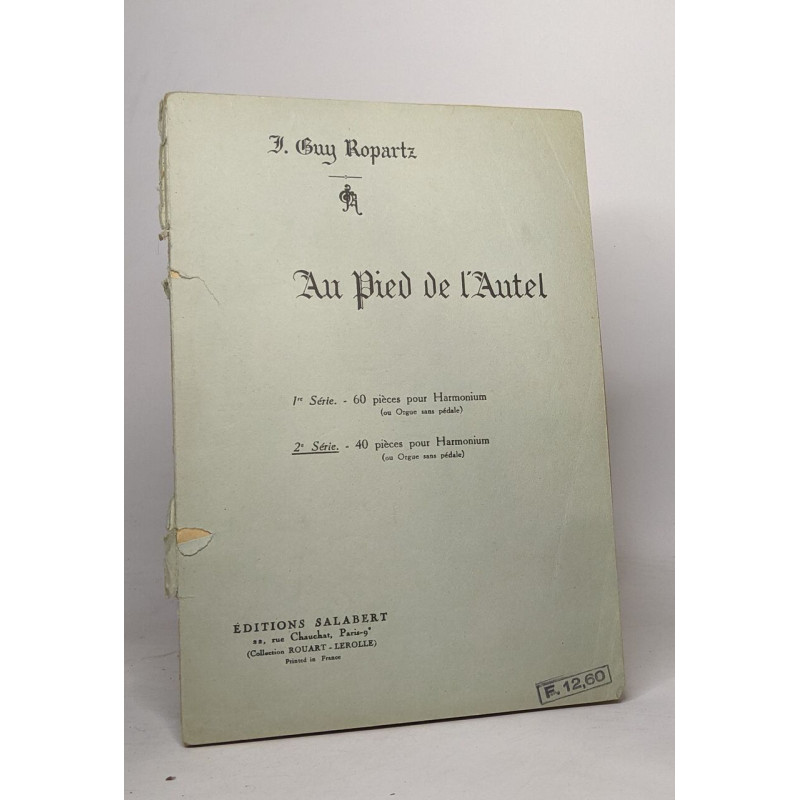 J. Guy Ropartz
Au Pied de l'Autel
1re Série. - 60 pièces pour Harmonium
(ou Orgue sans pédale)
2e Série. - 40 pièces pour Harmonium
(ou Orgue sans pédale)
ÉDITIONS SALABERT
22, rue Chauchat, Paris-9e
(Collection ROUART - LEROLLE)
Printed in France
F. 12,60